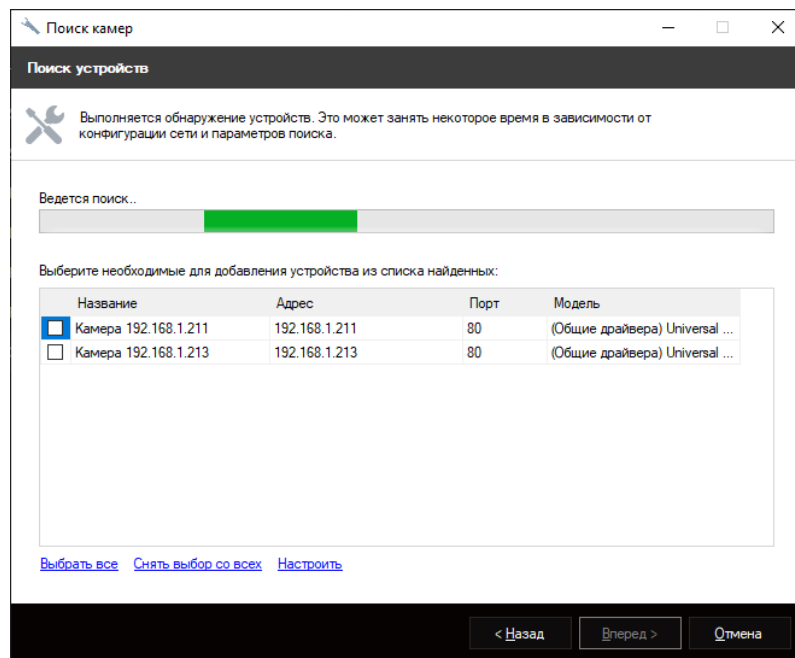 Поиск камер
Поиск устройств
Выполняется обнаружение устройств. Это может занять некоторое время в зависимости от
конфигурации сети и параметров поиска.
Ведется поиск..
Выберите необходимые для добавления устройства из списка найденных:
Название Адрес Порт Модель
Камера 192.168.1.211 192.168.1.211 80 (Общие драйвера) Universal ...
Камера 192.168.1.213 192.168.1.213 80 (Общие драйвера) Universal ...
Выбрать все Снять выбор со всех Настроить
< Назад Вперед > Отмена